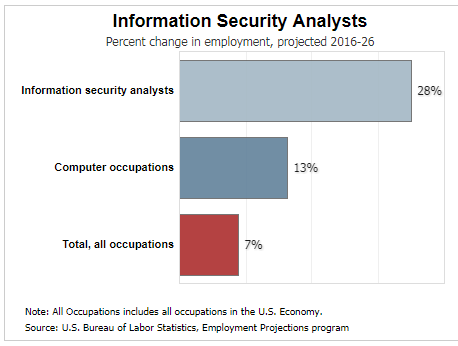 Information Security Analysts
Percent change in employment, projected 2016-26
Information security analysts
28%
Computer occupations
13%
Total, all occupations
7%
Note: All Occupations includes all occupations in the U.S. Economy.
Source: U.S. Bureau of Labor Statistics, Employment Projections program